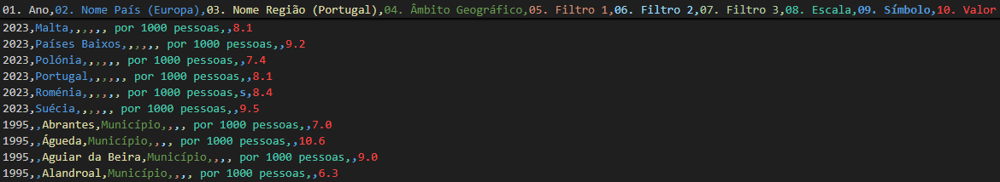 01. Ano,02. Nome País (Europa),03. Nome Região (Portugal),04. Âmbito Geográfico,05. Filtro 1,06. Filtro 2,07. Filtro 3,08. Escala,09. Símbolo,10. Valor
2023,Malta,,,,,, por 1000 pessoas,,8.1
2023,Países Baixos,,,,,, por 1000 pessoas,,9.2
2023,Polónia,,,,,, por 1000 pessoas,,7.4
2023,Portugal,,,,,, por 1000 pessoas,,8.1
2023,Roménia,,,,,, por 1000 pessoas,s,8.4
2023,Suécia,,,,,, por 1000 pessoas,,9.5
1995,,Abrantes,Município,,,, por 1000 pessoas,,7.0
1995,,Águeda,Município,,,, por 1000 pessoas,,10.6
1995,,Aguiar da Beira,Município,,,, por 1000 pessoas,,9.0
1995,,Alandroal,Município,,,, por 1000 pessoas,,6.3